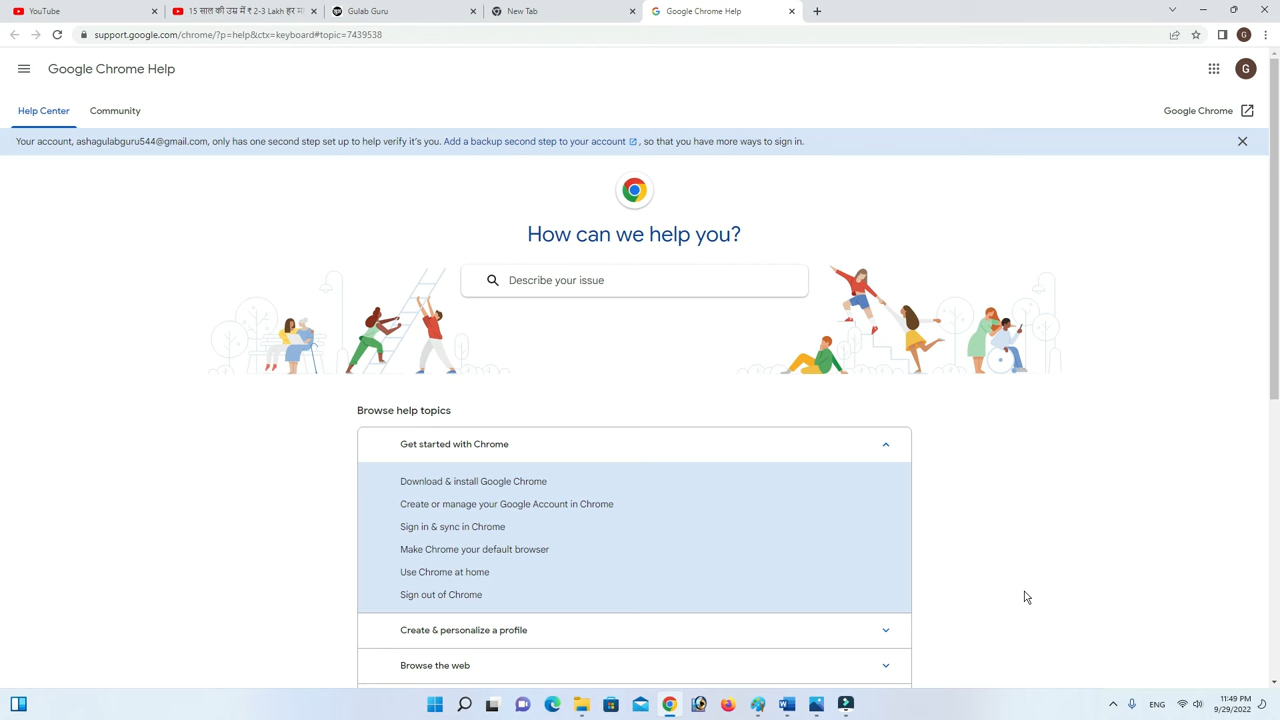 YouTube
15 साल की उम्र में ₹ 2-3 Lakh हर म
Gulab Guru
New Tab
Google Chrome Help
support.google.com/chrome/?p=help&ctx=keyboard#topic=7439538
G
Google Chrome Help
G
Help Center
Community
Google Chrome
Your account, ashagulabguru544@gmail.com, only has one second step set up to help verify it's you. Add a backup second step to your account , so that you have more ways to sign in.
How can we help you?
Describe your issue
Browse help topics
Get started with Chrome
Download & install Google Chrome
Create or manage your Google Account in Chrome
Sign in & sync in Chrome
Make Chrome your default browser
Use Chrome at home
Sign out of Chrome
Create & personalize a profile
Browse the web
ENG
11:49 PM
9/29/2022